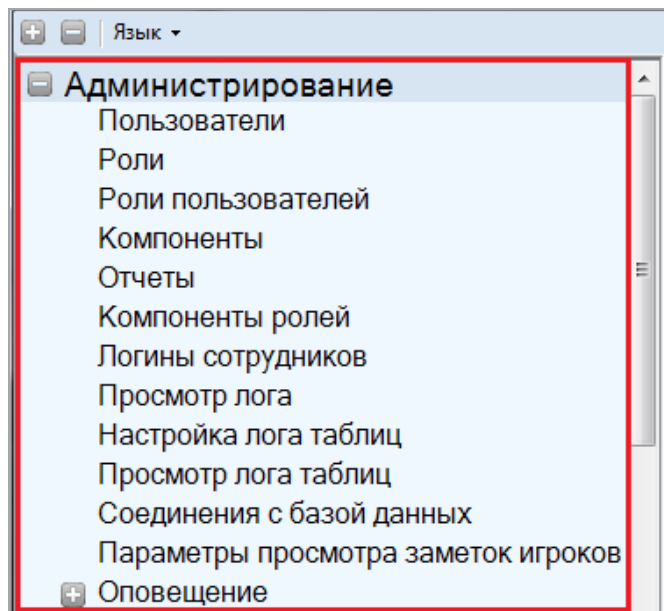 Язык
Администрирование
Пользователи
Роли
Роли пользователей
Компоненты
Отчеты
Компоненты ролей
Логины сотрудников
Просмотр лога
Настройка лога таблиц
Просмотр лога таблиц
Соединения с базой данных
Параметры просмотра заметок игроков
Оповещение